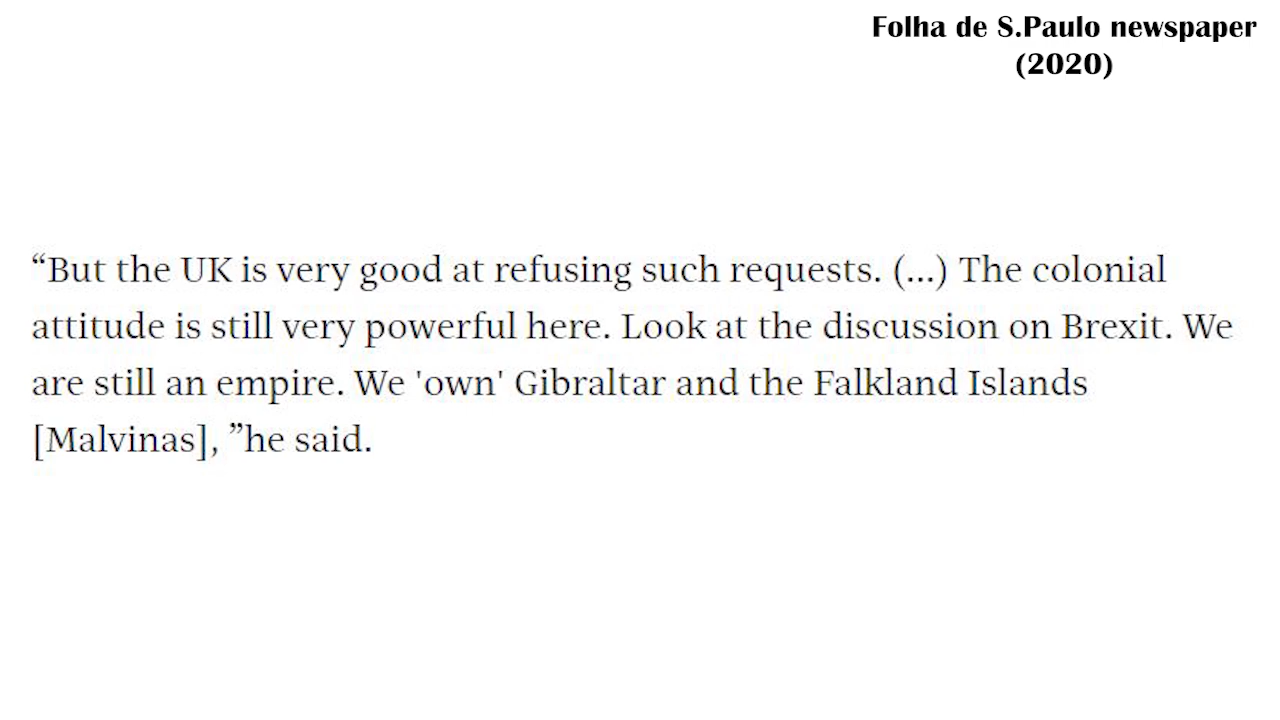 Folha de S.Paulo newspaper
(2020)
“But the UK is very good at refusing such requests. (...) The colonial
attitude is still very powerful here. Look at the discussion on Brexit. We
are still an empire. We 'own' Gibraltar and the Falkland Islands
[Malvinas], ”he said.